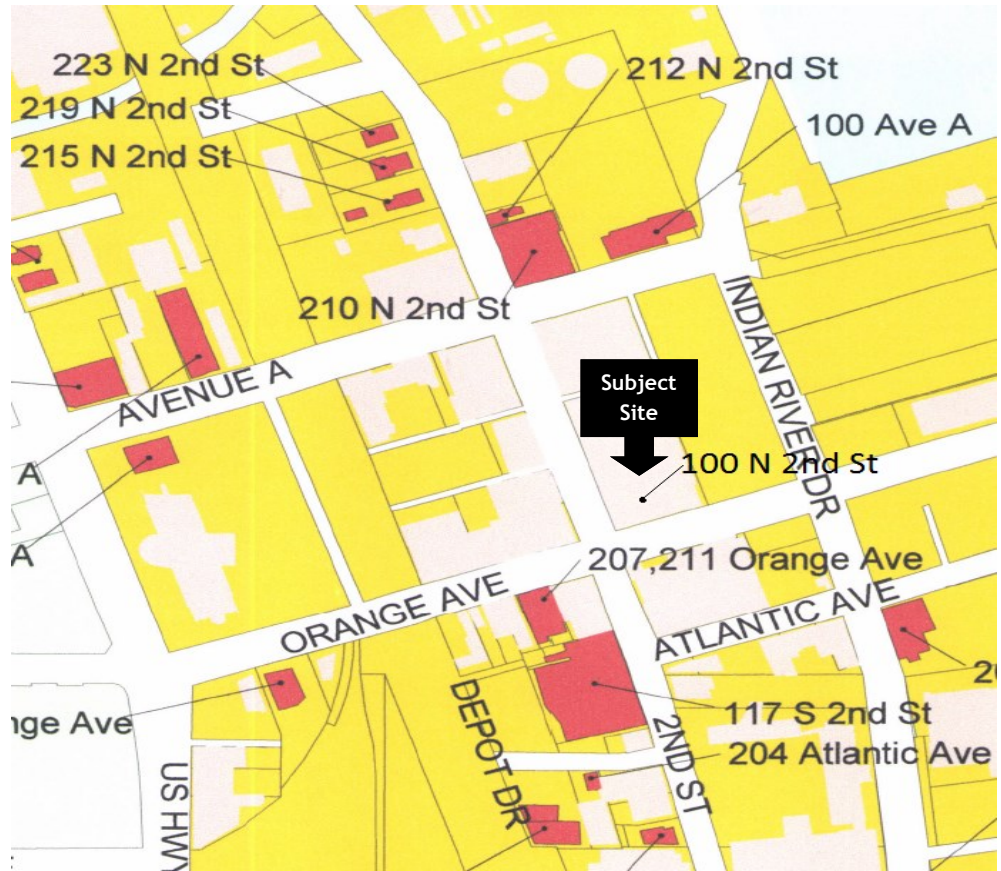 223 N 2nd St
212 N 2nd St
219 N 2nd St
100 Ave A
215 N 2nd St
210 N 2nd St
INDIAN RIVER DR
AVENUE A
Subject
Site
100 N 2nd St
A
A
207,211 Orange Ave
ORANGE AVE
ATLANTIC AVE
20
nge Ave
DEPOT DR
117 S 2nd St
2ND ST
204 Atlantic Ave
US HWY